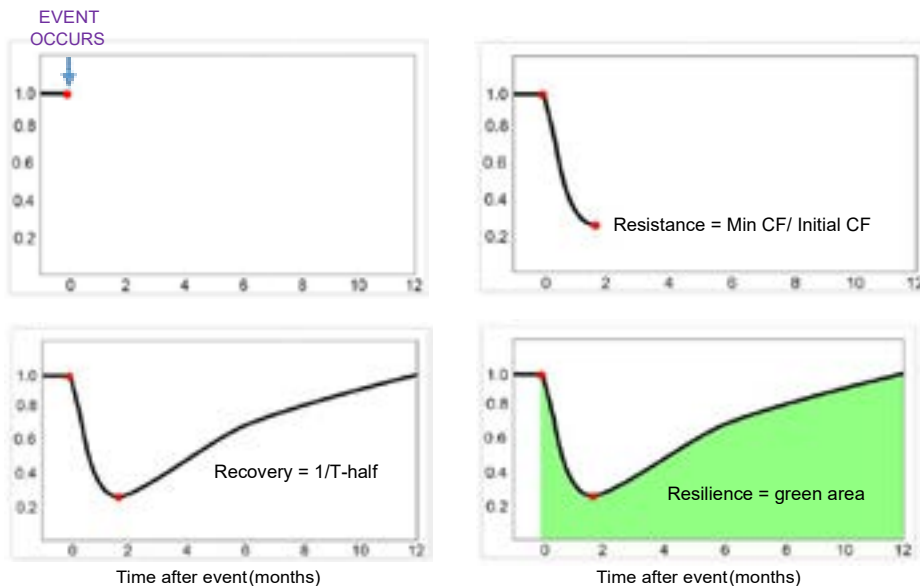 EVENT
OCCURS
1.0
0.8
0.6
0.4
0.2
0 2 4 6 8 10 12
1.0
0.8
0.6
0.4
0.2
Resistance = Min CF/ Initial CF
0 2 4 6 8 10 12
1.0
0.8
0.6
0.4
0.2
Recovery = 1/T-half
0 2 4 6 8 10 12
Time after event (months)
1.0
0.8
0.6
0.4
0.2
Resilience = green area
0 2 4 6 8 10 12
Time after event (months)